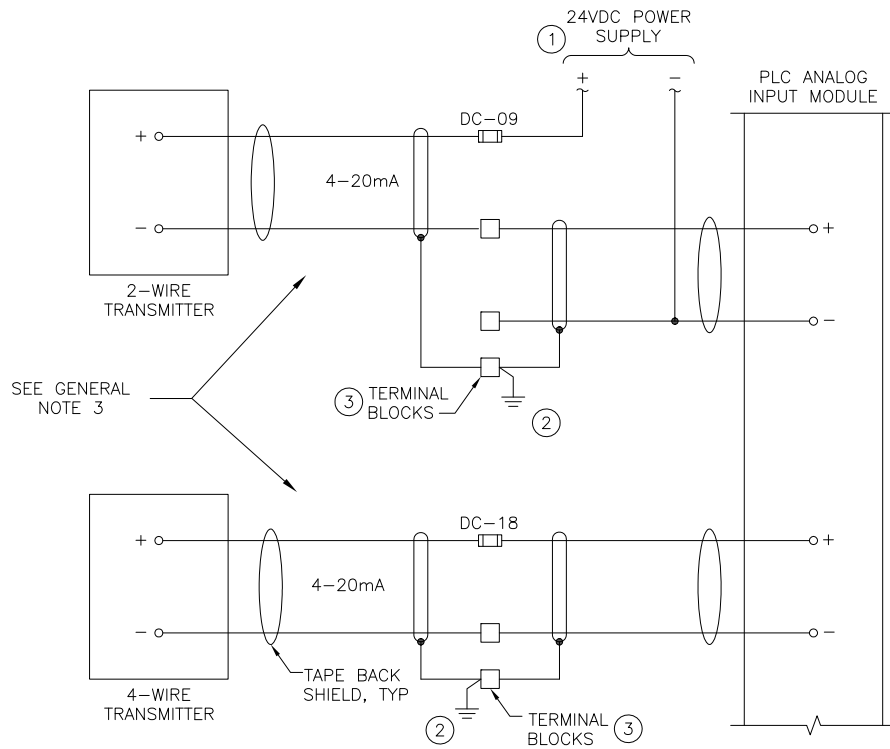 24VDC POWER
SUPPLY
1
+
−
PLC ANALOG
INPUT MODULE
DC-09
+
4-20mA
−
+
2-WIRE
TRANSMITTER
−
SEE GENERAL
NOTE 3
3
TERMINAL
BLOCKS
2
DC-18
+
+
4-20mA
−
−
TAPE BACK
SHIELD, TYP
4-WIRE
TRANSMITTER
2
TERMINAL
BLOCKS
3